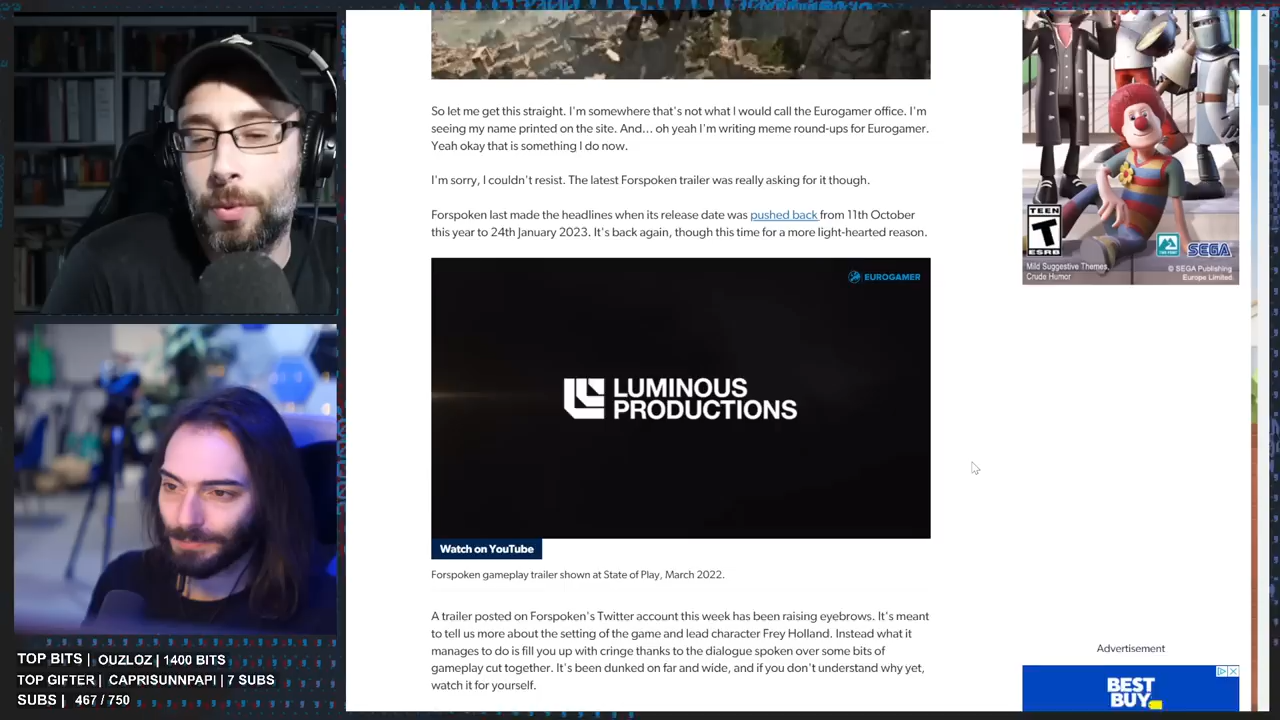 So let me get this straight. I'm somewhere that's not what I would call the Eurogamer office. I'm
seeing my name printed on the site. And... oh yeah I'm writing meme round-ups for Eurogamer.
Yeah okay that is something I do now.
I'm sorry, I couldn't resist. The latest Forspoken trailer was really asking for it though.
Forspoken last made the headlines when its release date was pushed back from 11th October
this year to 24th January 2023. It's back again, though this time for a more light-hearted reason.
EUROGAMER
LUMINOUS
PRODUCTIONS
Watch on YouTube
Forspoken gameplay trailer shown at State of Play, March 2022.
A trailer posted on Forspoken's Twitter account this week has been raising eyebrows. It's meant
to tell us more about the setting of the game and lead character Frey Holland. Instead what it
manages to do is fill you up with cringe thanks to the dialogue spoken over some bits of
gameplay cut together. It's been dunked on far and wide, and if you don't understand why yet,
watch it for yourself.
TEEN
T
ESRB
Mild Suggestive Themes,
Crude Humor
SEGA
© SEGA Publishing
Europe Limited.
Advertisement
BEST
BUY
TOP BITS | OUZLOZ | 1400 BITS
TOP GIFTER | CAPRISUNNPAPI | 7 SUBS
SUBS | 467 / 750